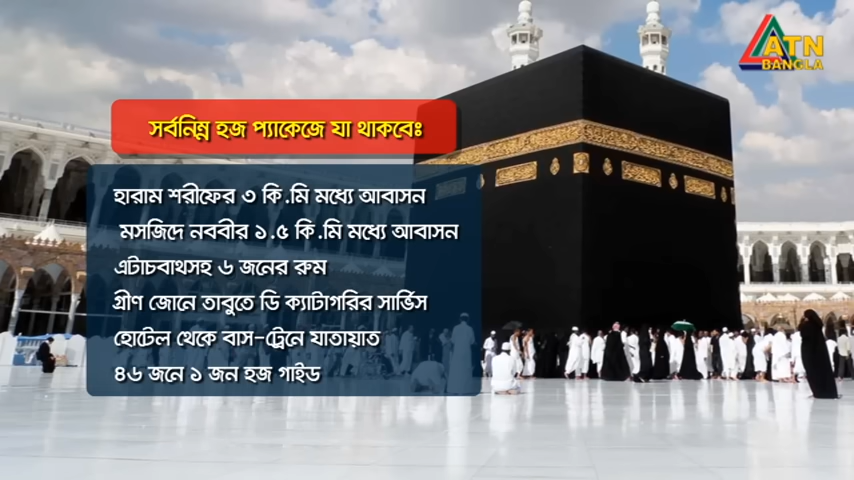 ATN
BANGLA
সর্বনিম্ন হজ প্যাকেজে যা থাকবেঃ
হারাম শরীফের ৩ কি.মি মধ্যে আবাসন
মসজিদে নববীর ১.৫ কি.মি মধ্যে আবাসন
এটাচবাথসহ ৬ জনের রুম
গ্রীণ জোনে তাবুতে ডি ক্যাটাগরির সার্ভিস
হোটেল থেকে বাস-ট্রেনে যাতায়াত
৪৬ জনে ১ জন হজ গাইড